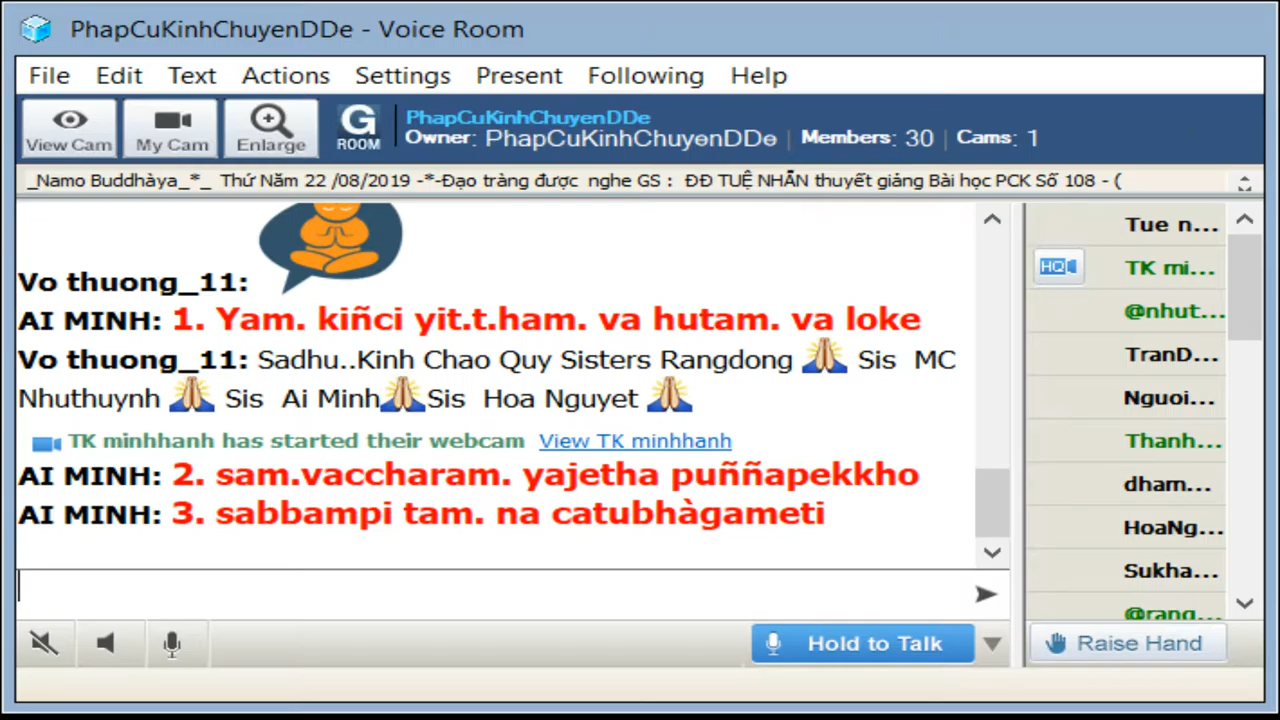 PhapCuKinhChuyenDDe - Voice Room
File Edit Text Actions Settings Present Following Help
View Cam My Cam Enlarge G ROOM
PhapCuKinhChuyenDDe
Owner: PhapCuKinhChuyenDDe | Members: 30 | Cams: 1
_Namo Buddhàya_*_ Thứ Năm 22 /08/2019 -*-Đạo tràng được nghe GS : ĐĐ TUỆ NHẪN thuyết giảng Bài học PCK Số 108 - (
Vo thuong_11:
AI MINH: 1. Yam. kiñci yit.t.ham. va hutam. va loke
Vo thuong_11: Sadhu..Kinh Chao Quy Sisters Rangdong Sis MC
Nhuthuynh Sis Ai Minh Sis Hoa Nguyet
TK minhhanh has started their webcam View TK minhhanh
AI MINH: 2. sam.vaccharam. yajetha puññapekkho
AI MINH: 3. sabbampi tam. na catubhàgameti
Hold to Talk
Tue n...
HQ TK mi...
@nhut...
TranD...
Nguoi...
Thanh...
dham...
HoaNg...
Sukha...
@rang...
Raise Hand